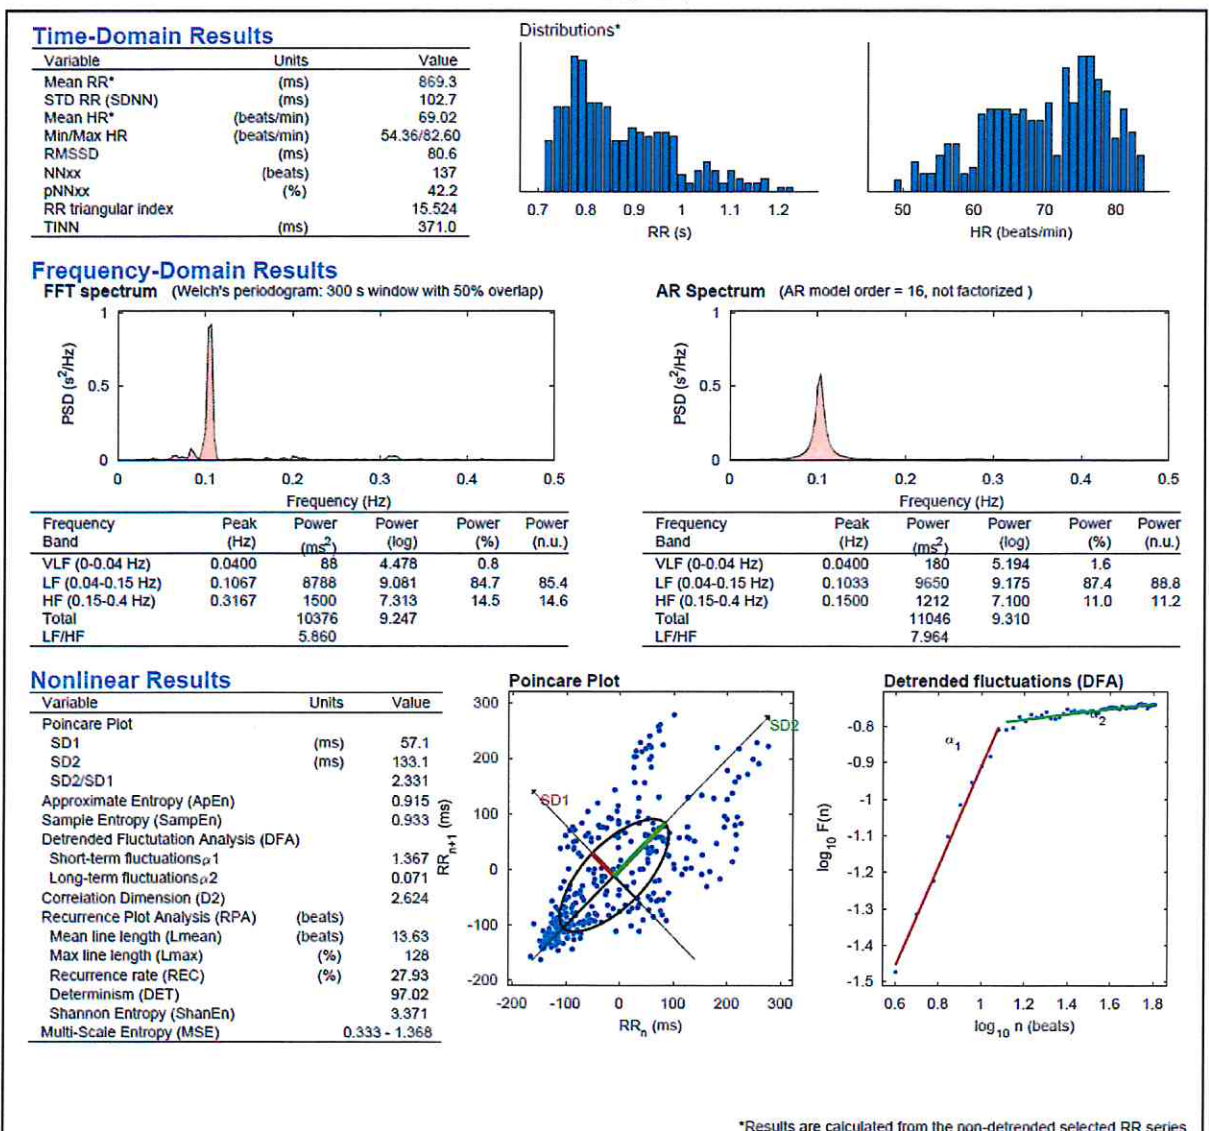 Time-Domain Results
Variable Units Value
Mean RR* (ms) 869.3
STD RR (SDNN) (ms) 102.7
Mean HR* (beats/min) 69.02
Min/Max HR (beats/min) 54.36/82.60
RMSSD (ms) 80.6
NNxx (beats) 137
pNNxx (%) 42.2
RR triangular index 15.524
TINN (ms) 371.0
Distributions*
0.7 0.8 0.9 1 1.1 1.2
RR (s)
50 60 70 80
HR (beats/min)
Frequency-Domain Results
FFT spectrum (Welch's periodogram: 300 s window with 50% overlap)
1
0.5
0
PSD (s²/Hz)
0 0.1 0.2 0.3 0.4 0.5
Frequency (Hz)
Frequency Peak Power Power Power Power
Band (Hz) (ms²) (log) (%) (n.u.)
VLF (0-0.04 Hz) 0.0400 88 4.478 0.8
LF (0.04-0.15 Hz) 0.1067 8788 9.081 84.7 85.4
HF (0.15-0.4 Hz) 0.3167 1500 7.313 14.5 14.6
Total 10376 9.247
LF/HF 5.860
AR Spectrum (AR model order = 16, not factorized )
1
0.5
0
PSD (s²/Hz)
0 0.1 0.2 0.3 0.4 0.5
Frequency (Hz)
Frequency Peak Power Power Power Power
Band (Hz) (ms²) (log) (%) (n.u.)
VLF (0-0.04 Hz) 0.0400 180 5.194 1.6
LF (0.04-0.15 Hz) 0.1033 9650 9.175 87.4 88.8
HF (0.15-0.4 Hz) 0.1500 1212 7.100 11.0 11.2
Total 11046 9.310
LF/HF 7.964
Nonlinear Results
Variable Units Value
Poincare Plot
SD1 (ms) 57.1
SD2 (ms) 133.1
SD2/SD1 2.331
Approximate Entropy (ApEn) 0.915
Sample Entropy (SampEn) 0.933
Detrended Fluctutation Analysis (DFA)
Short-term fluctuations α1 1.367
Long-term fluctuations α2 0.071
Correlation Dimension (D2) 2.624
Recurrence Plot Analysis (RPA) (beats)
Mean line length (Lmean) (beats) 13.63
Max line length (Lmax) (%) 128
Recurrence rate (REC) (%) 27.93
Determinism (DET) 97.02
Shannon Entropy (ShanEn) 3.371
Multi-Scale Entropy (MSE) 0.333 - 1.368
Poincare Plot
300
200
100
0
-100
-200
RRn+1 (ms)
SD1
SD2
-200 -100 0 100 200 300
RRn (ms)
Detrended fluctuations (DFA)
-0.8
-0.9
-1
-1.1
-1.2
-1.3
-1.4
-1.5
log10 F(n)
α1
α2
0.6 0.8 1 1.2 1.4 1.6 1.8
log10 n (beats)
*Results are calculated from the non-detrended selected RR series